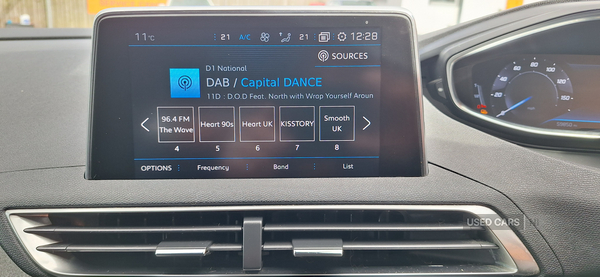 11°C 21 A/C 21 12:28
SOURCES
D1 National
DAB / Capital DANCE
11D : D.O.D Feat. North with Wrap Yourself Aroun
96.4 FM The Wave
Heart 90s
Heart UK
KISSTORY
Smooth UK
4 5 6 7 8
OPTIONS Frequency Band List
USED CARS NI